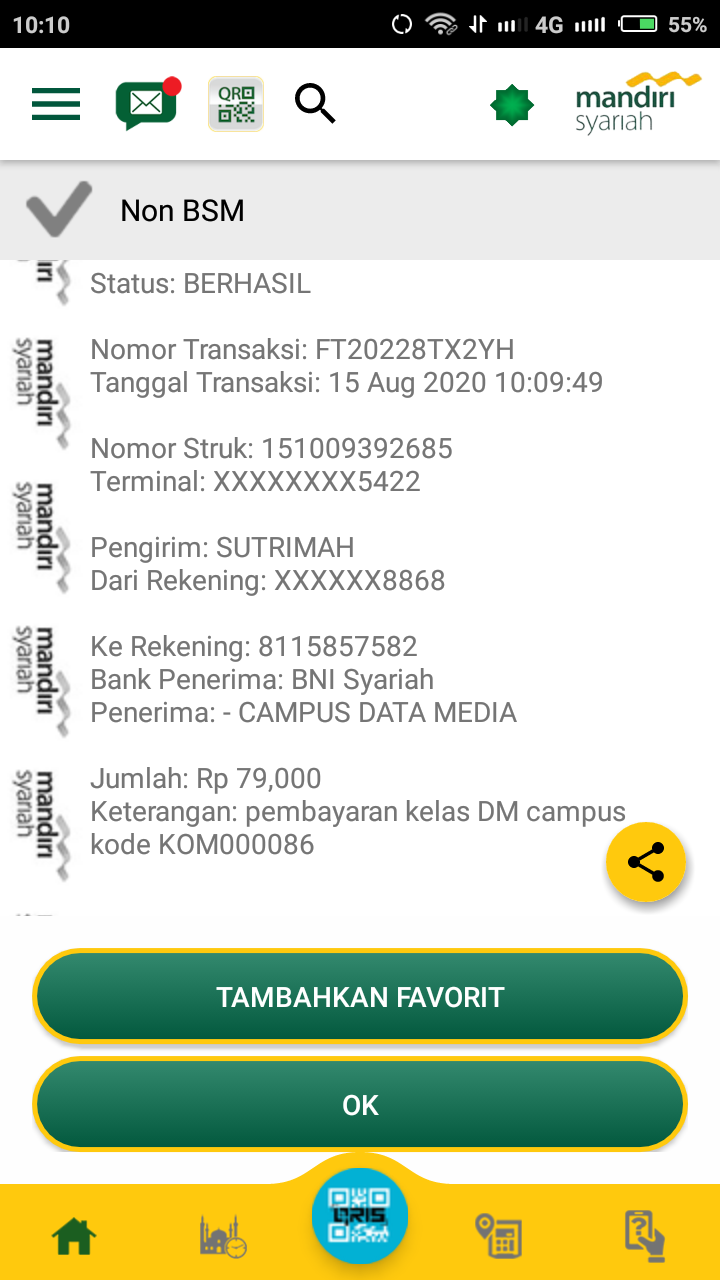 10:10
4G
55%
QR
mandiri
syariah
Non BSM
Status: BERHASIL
Nomor Transaksi: FT20228TX2YH
Tanggal Transaksi: 15 Aug 2020 10:09:49
Nomor Struk: 151009392685
Terminal: XXXXXXXX5422
Pengirim: SUTRIMAH
Dari Rekening: XXXXXX8868
Ke Rekening: 8115857582
Bank Penerima: BNI Syariah
Penerima: - CAMPUS DATA MEDIA
Jumlah: Rp 79,000
Keterangan: pembayaran kelas DM campus
kode KOM000086
mandiri
syariah
mandiri
syariah
mandiri
syariah
mandiri
syariah
TAMBAHKAN FAVORIT
OK
QRIS